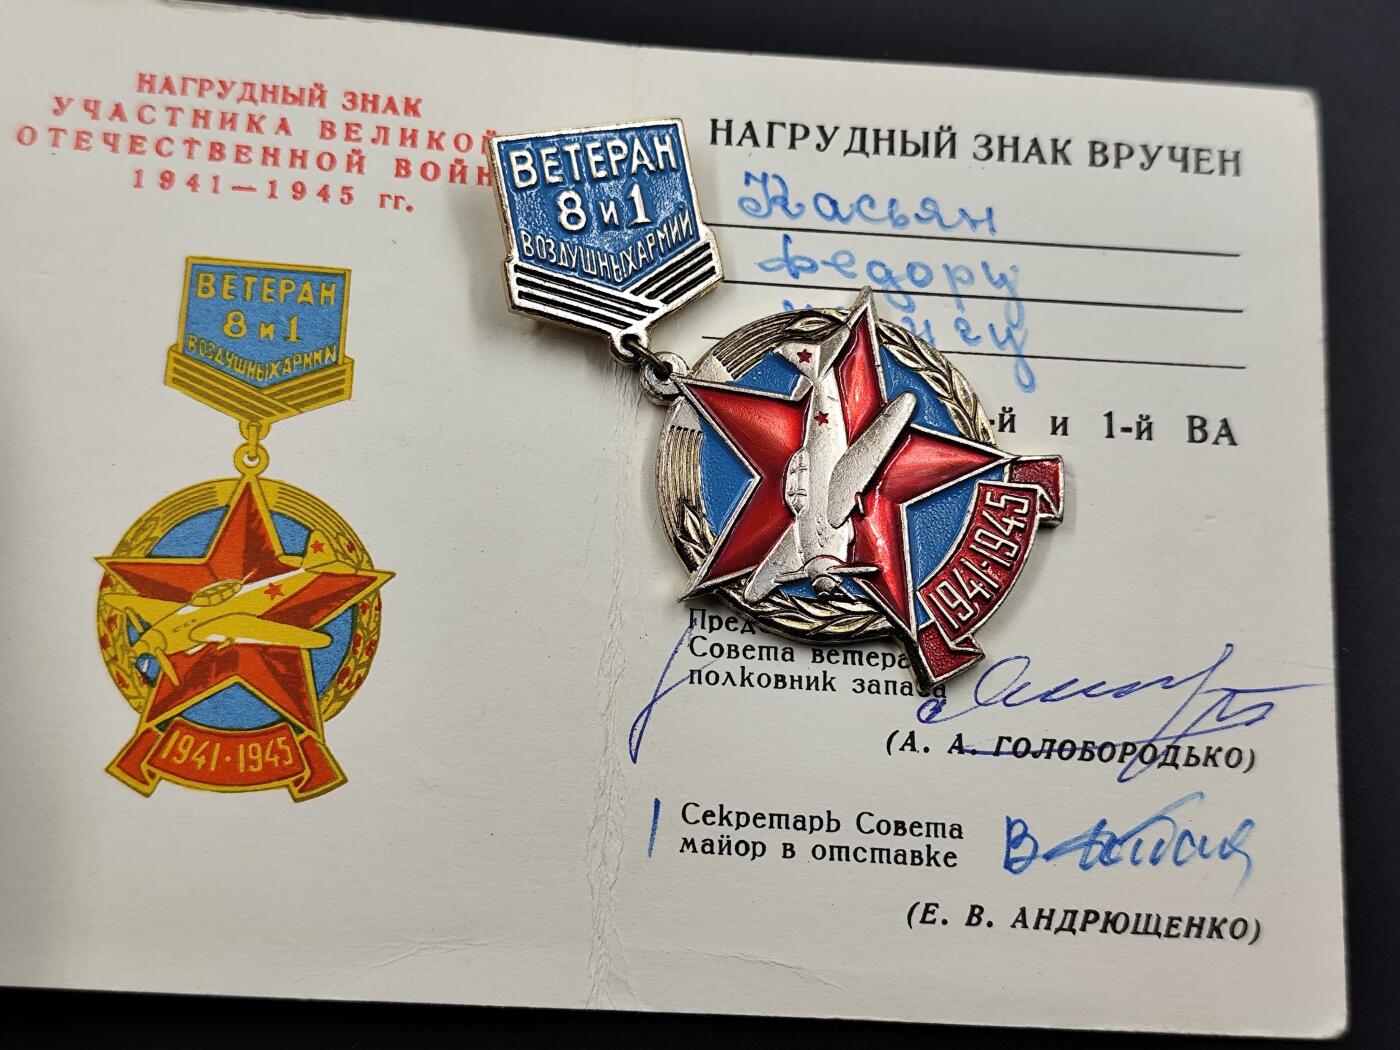 НАГРУДНЫЙ ЗНАК
УЧАСТНИКА ВЕЛИКОЙ
ОТЕЧЕСТВЕННОЙ ВОЙН
1941—1945 гг.
ВЕТЕРАН
8 и 1
ВОЗДУШНЫХ АРМИЙ
1941·1945
ВЕТЕРАН
8 и 1
ВОЗДУШНЫХ АРМИЙ
1941·1945
НАГРУДНЫЙ ЗНАК ВРУЧЕН
Касьян
Федору
-й и 1-й ВА
Пред
Совета ветера
полковник запаса
(А. А. ГОЛОБОРОДЬКО)
Секретарь Совета
майор в отставке
(Е. В. АНДРЮЩЕНКО)